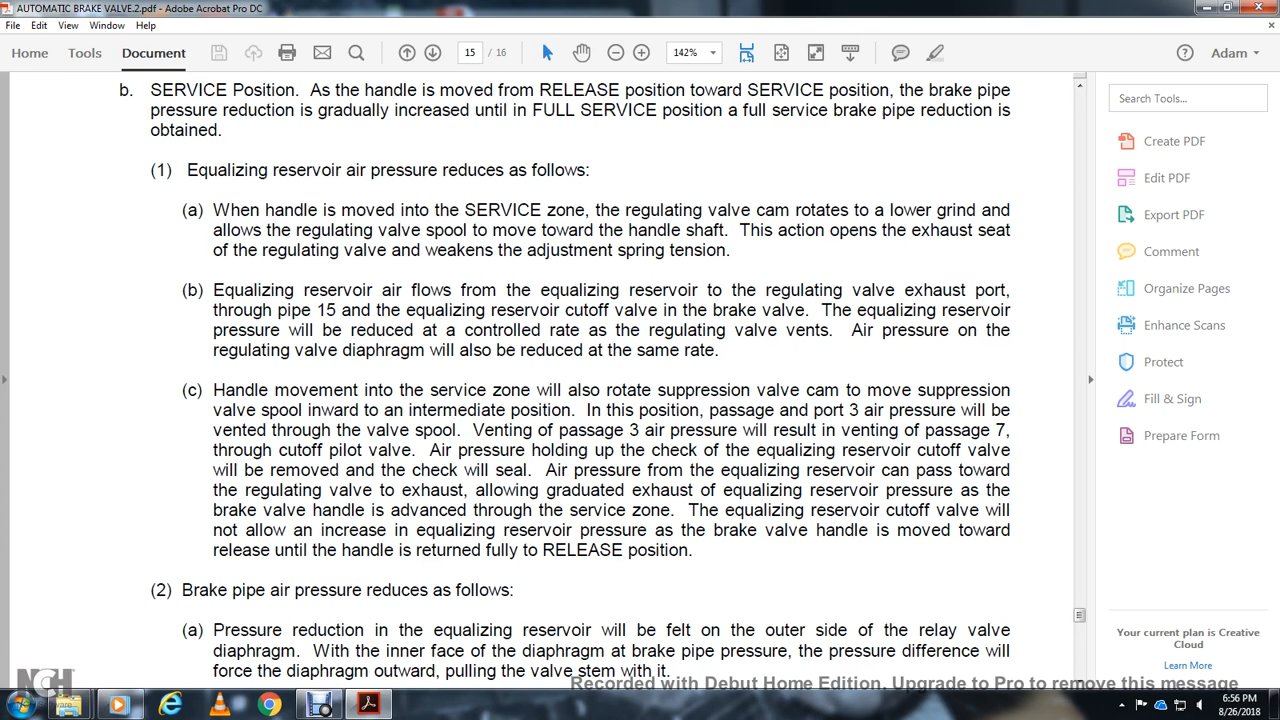 AUTOMATIC BRAKE VALVE.2.pdf - Adobe Acrobat Pro DC
File Edit View Window Help
Home Tools Document 15 / 16 142% Adam
b. SERVICE Position. As the handle is moved from RELEASE position toward SERVICE position, the brake pipe
pressure reduction is gradually increased until in FULL SERVICE position a full service brake pipe reduction is
obtained.
(1) Equalizing reservoir air pressure reduces as follows:
(a) When handle is moved into the SERVICE zone, the regulating valve cam rotates to a lower grind and
allows the regulating valve spool to move toward the handle shaft. This action opens the exhaust seat
of the regulating valve and weakens the adjustment spring tension.
(b) Equalizing reservoir air flows from the equalizing reservoir to the regulating valve exhaust port,
through pipe 15 and the equalizing reservoir cutoff valve in the brake valve. The equalizing reservoir
pressure will be reduced at a controlled rate as the regulating valve vents. Air pressure on the
regulating valve diaphragm will also be reduced at the same rate.
(c) Handle movement into the service zone will also rotate suppression valve cam to move suppression
valve spool inward to an intermediate position. In this position, passage and port 3 air pressure will be
vented through the valve spool. Venting of passage 3 air pressure will result in venting of passage 7,
through cutoff pilot valve. Air pressure holding up the check of the equalizing reservoir cutoff valve
will be removed and the check will seal. Air pressure from the equalizing reservoir can pass toward
the regulating valve to exhaust, allowing graduated exhaust of equalizing reservoir pressure as the
brake valve handle is advanced through the service zone. The equalizing reservoir cutoff valve will
not allow an increase in equalizing reservoir pressure as the brake valve handle is moved toward
release until the handle is returned fully to RELEASE position.
(2) Brake pipe air pressure reduces as follows:
(a) Pressure reduction in the equalizing reservoir will be felt on the outer side of the relay valve
diaphragm. With the inner face of the diaphragm at brake pipe pressure, the pressure difference will
force the diaphragm outward, pulling the valve stem with it.
Search Tools...
Create PDF
Edit PDF
Export PDF
Comment
Organize Pages
Enhance Scans
Protect
Fill & Sign
Prepare Form
Your current plan is Creative
Cloud
Learn More
NCH
Recorded with Debut Home Edition. Upgrade to Pro to remove this message
6:56 PM
8/26/2018